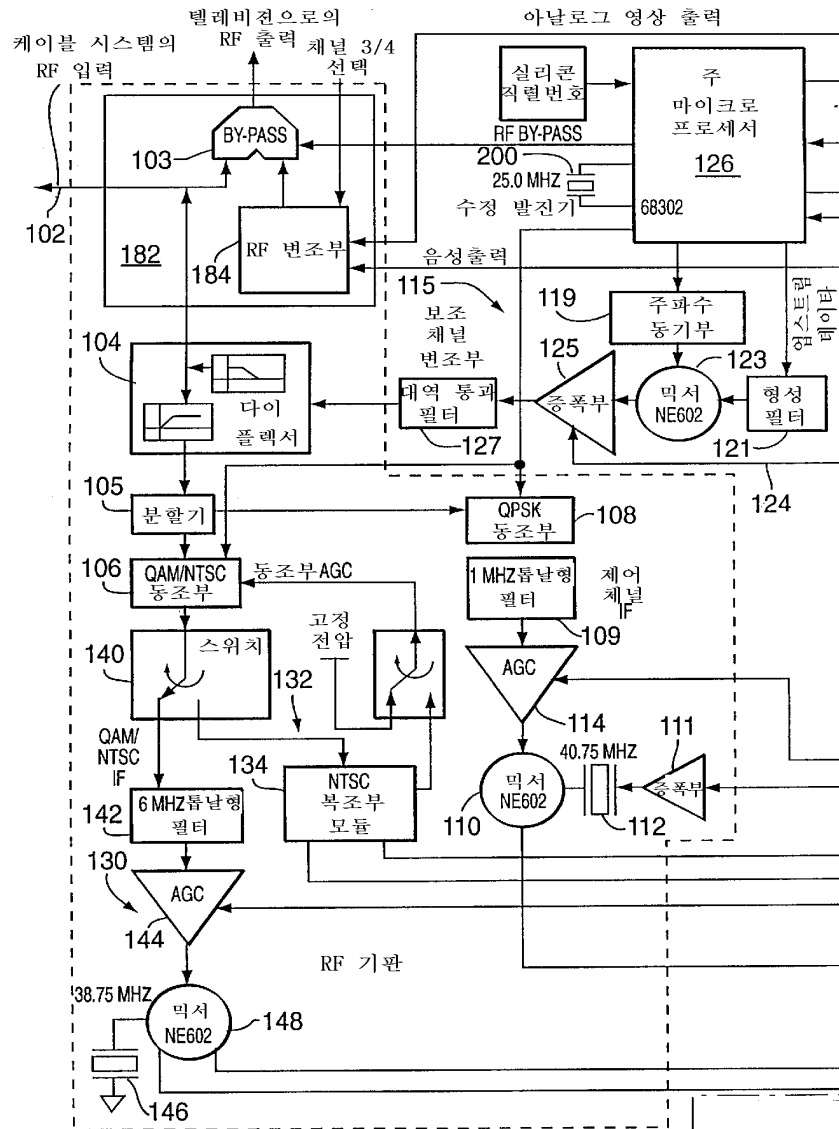 텔레비전으로의
RF 출력
아날로그 영상 출력
케이블 시스템의
RF 입력
채널 3/4
선택
실리콘
직렬번호
주
마이크로
프로세서
126
68302
BY-PASS
103
RF BY-PASS
200
25.0 MHZ
수정 발진기
102
182
184
RF 변조부
음성출력
115
보조
채널
변조부
119
주파수
동기부
업스트림
데이타
104
다이
플렉서
대역 통과
필터
127
125
증폭부
123
믹서
NE602
형성
필터
121
124
105
분할기
QPSK
동조부
108
106
QAM/NTSC
동조부
동조부AGC
1 MHZ톱날형
필터
109
제어
채널
IF
140
스위치
고정
전압
132
AGC
114
QAM/
NTSC
IF
134
NTSC
복조부
모듈
110
믹서
NE602
40.75 MHZ
112
111
증폭부
142
6 MHZ톱날형
필터
130
AGC
144
RF 기판
38.75 MHZ
믹서
NE602
148
146